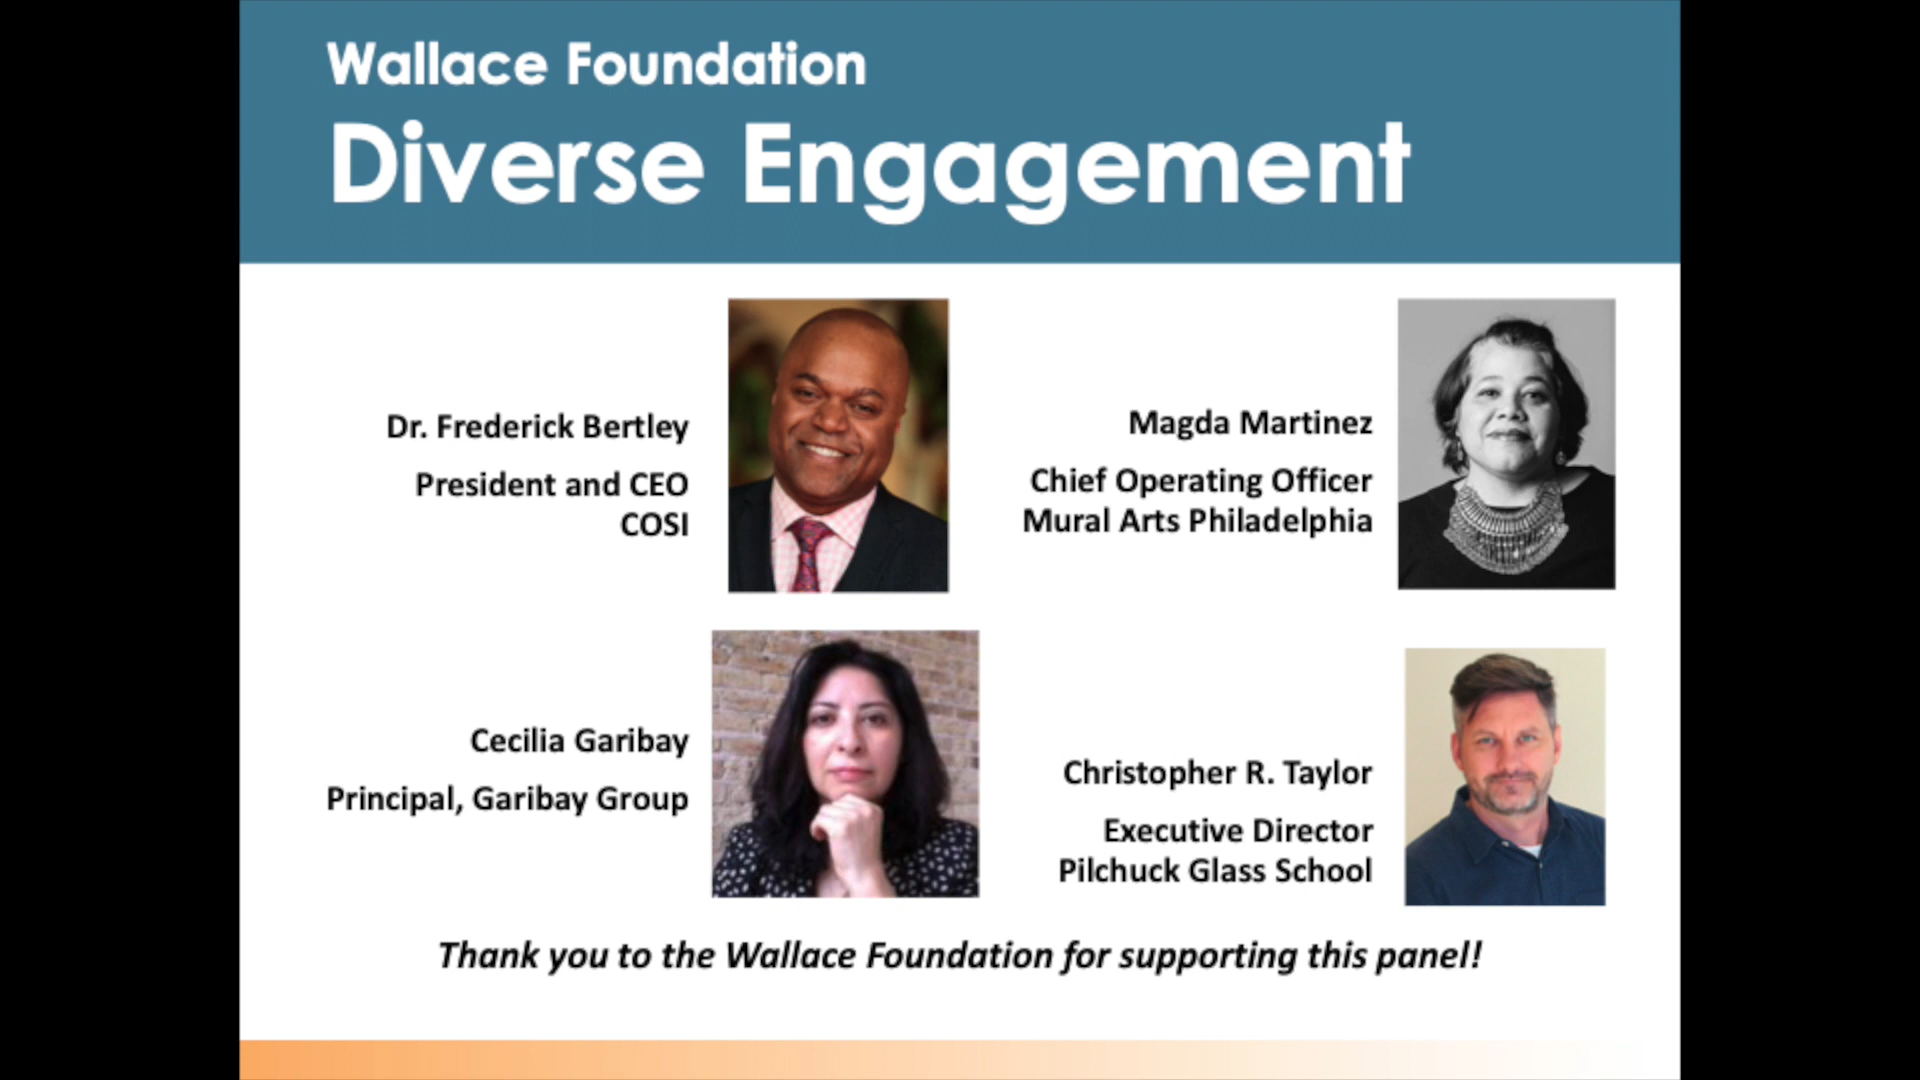 Wallace Foundation
Diverse Engagement
Dr. Frederick Bertley
President and CEO
COSI
Magda Martinez
Chief Operating Officer
Mural Arts Philadelphia
Cecilia Garibay
Principal, Garibay Group
Christopher R. Taylor
Executive Director
Pilchuck Glass School
Thank you to the Wallace Foundation for supporting this panel!